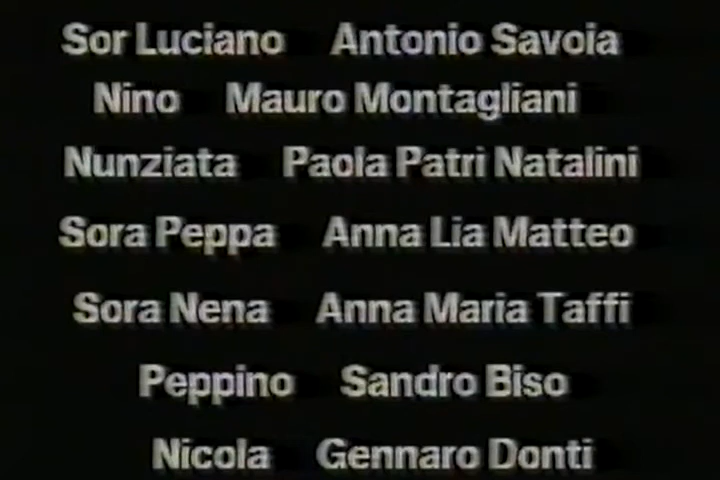 Sor Luciano Antonio Savoia
Nino Mauro Montagliani
Nunziata Paola Patri Natalini
Sora Peppa Anna Lia Matteo
Sora Nena Anna Maria Taffi
Peppino Sandro Biso
Nicola Gennaro Donti